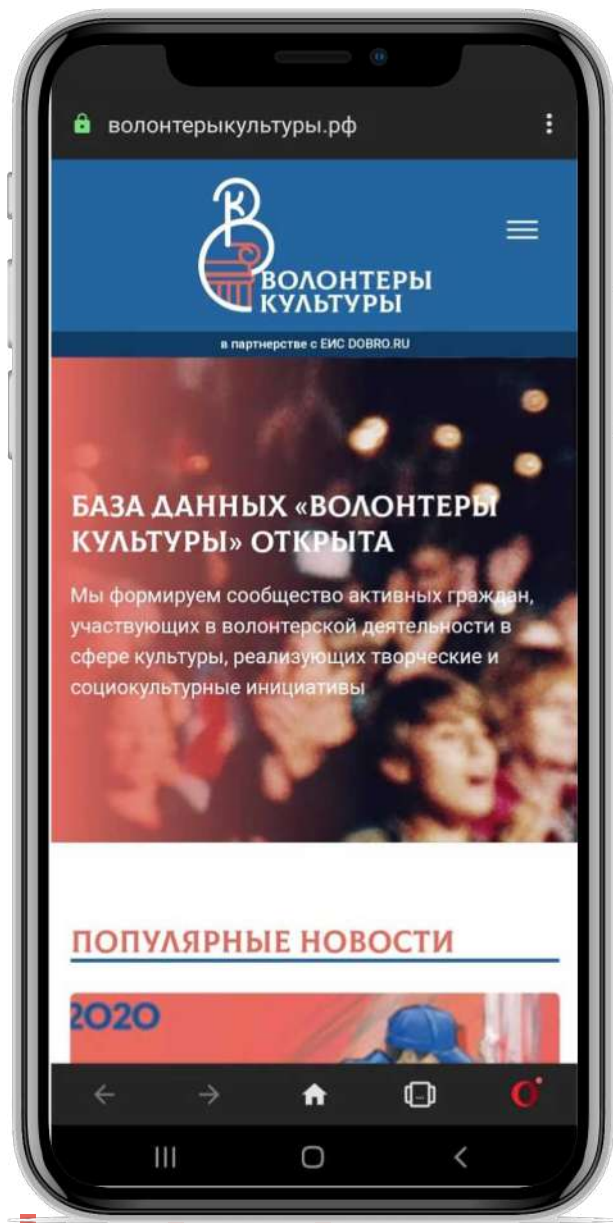 волонтерыкультуры.рф
ВК
ВОЛОНТЕРЫ
КУЛЬТУРЫ
в партнерстве с ЕИС DOBRO.RU
БАЗА ДАННЫХ «ВОЛОНТЕРЫ
КУЛЬТУРЫ» ОТКРЫТА
Мы формируем сообщество активных граждан,
участвующих в волонтерской деятельности в
сфере культуры, реализующих творческие и
социокультурные инициативы
ПОПУЛЯРНЫЕ НОВОСТИ
2020